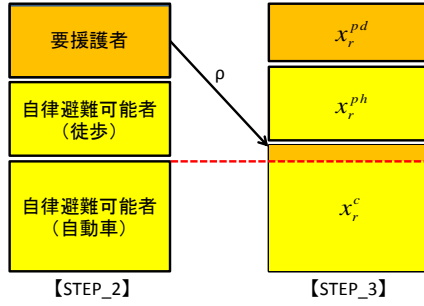 要援護者
自律避難可能者
(徒歩)
自律避難可能者
(自動車)
【STEP_2】
ρ
x_r^{pd}
x_r^{ph}
x_r^{c}
【STEP_3】